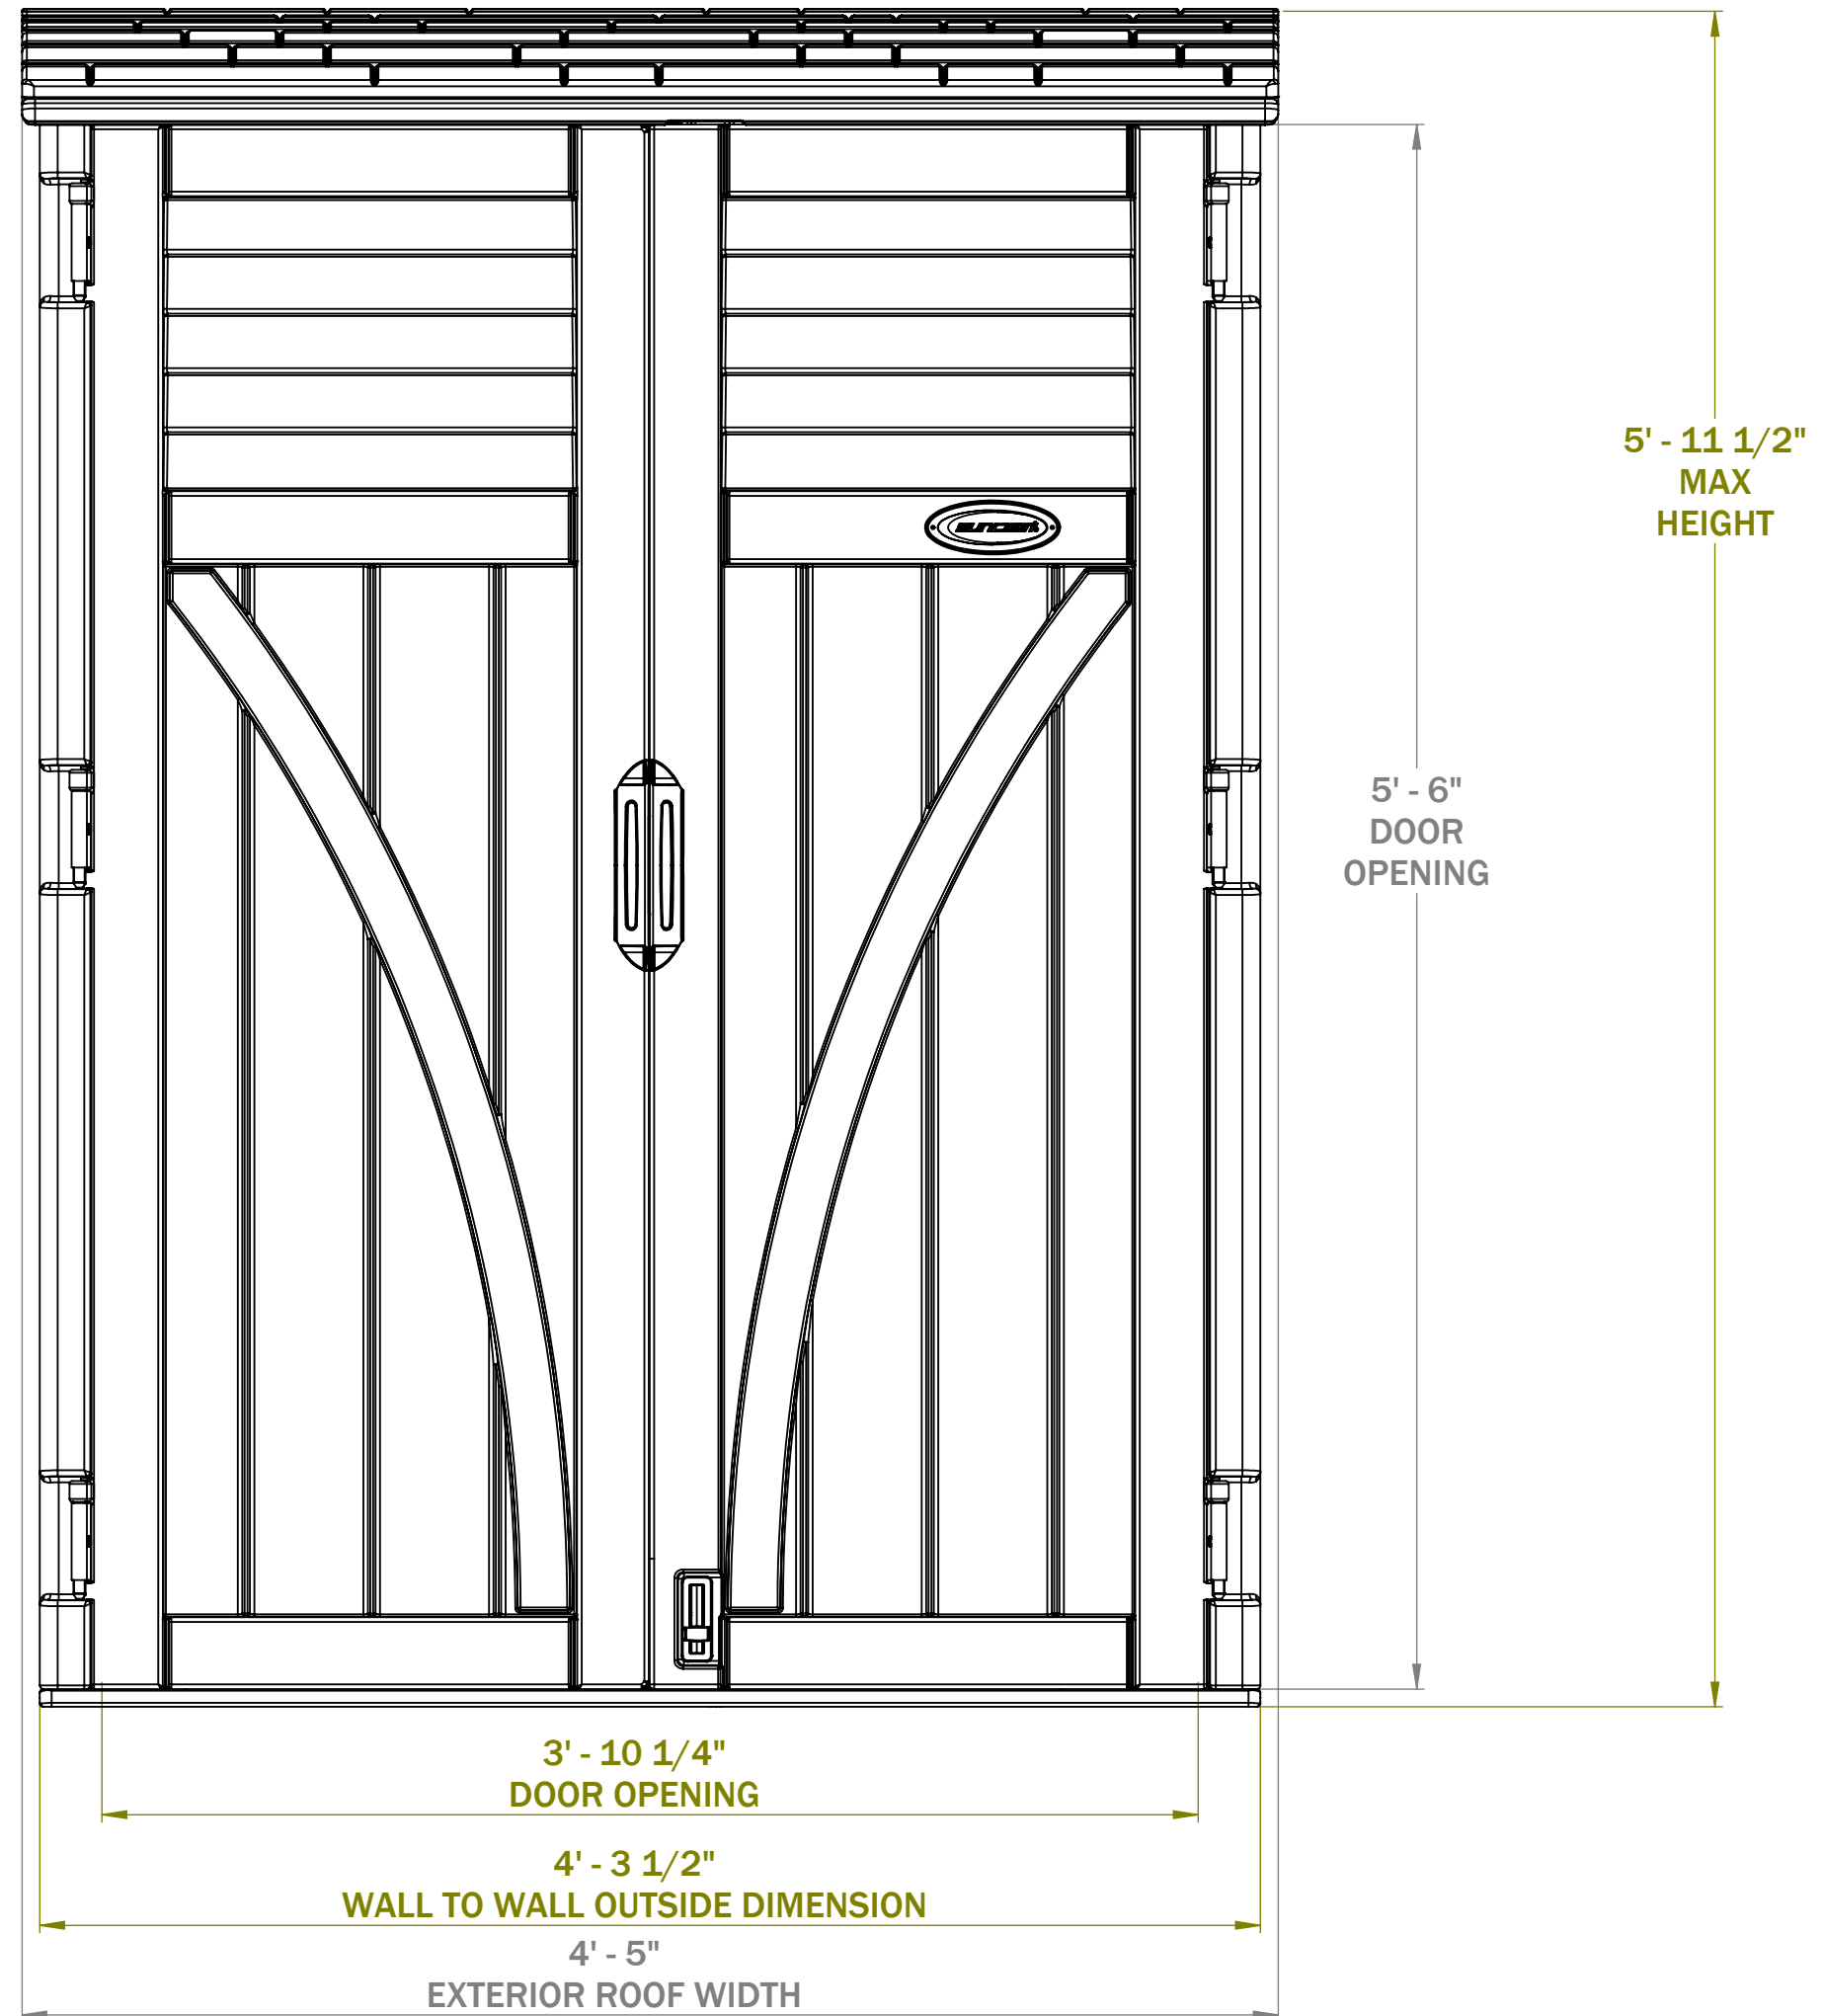 5' - 11 1/2"
MAX
HEIGHT
5' - 6"
DOOR
OPENING
3' - 10 1/4"
DOOR OPENING
4' - 3 1/2"
WALL TO WALL OUTSIDE DIMENSION
4' - 5"
EXTERIOR ROOF WIDTH